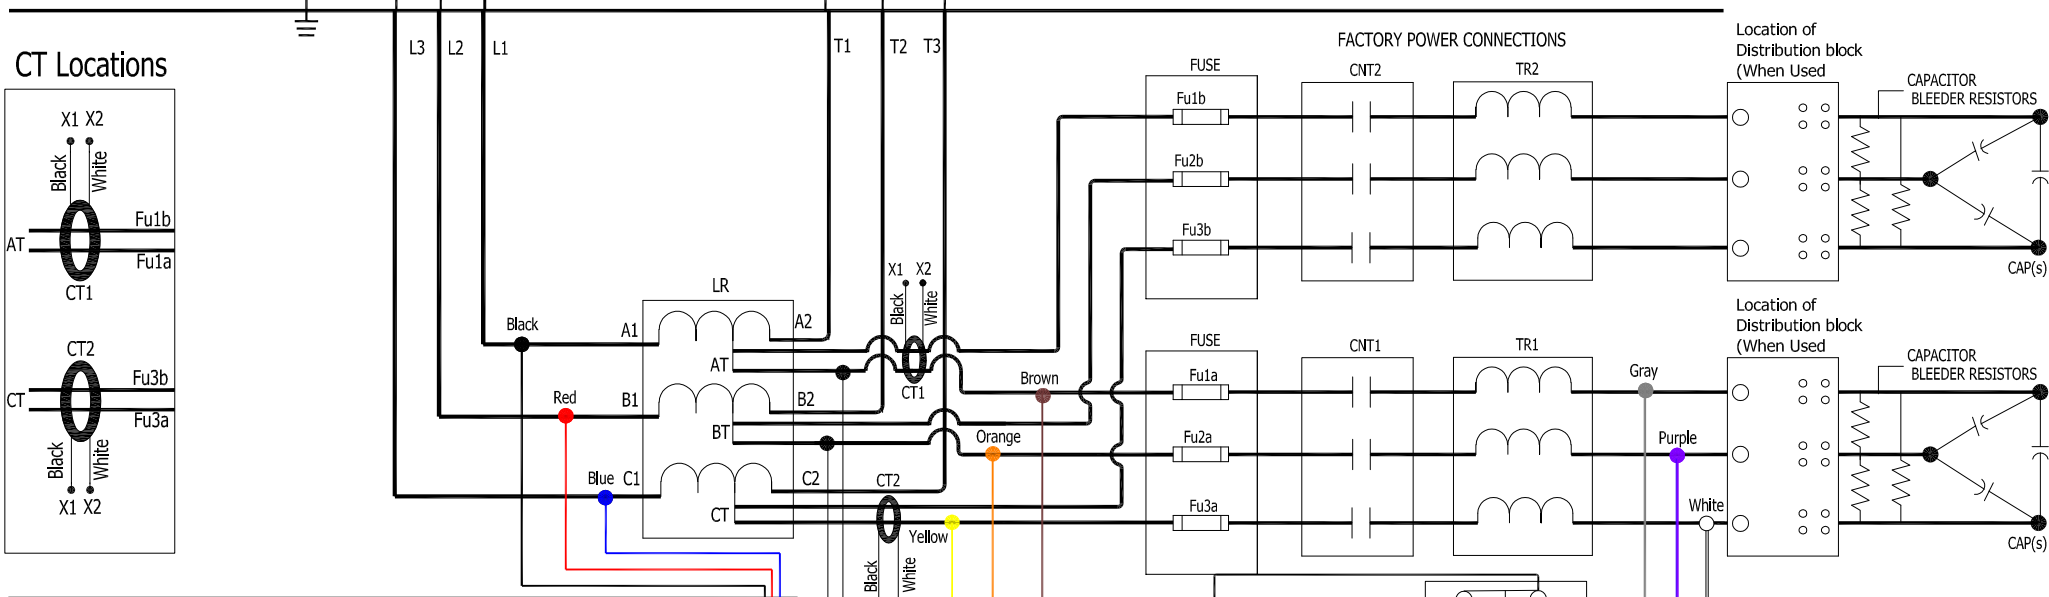 CT Locations
X1 X2
Black
White
Fu1b
AT
Fu1a
CT1
CT2
Fu3b
CT
Fu3a
Black
White
X1 X2
L3
L2
L1
T1
T2
T3
LR
Black
A1
A2
AT
Red
B1
B2
BT
Blue
C1
C2
CT
X1
X2
Black
White
CT1
CT2
Black
White
Yellow
Orange
Brown
FACTORY POWER CONNECTIONS
FUSE
Fu1b
Fu2b
Fu3b
CNT2
TR2
Location of
Distribution block
(When Used
CAPACITOR
BLEEDER RESISTORS
CAP(s)
FUSE
Fu1a
Fu2a
Fu3a
CNT1
TR1
Gray
Purple
White
Location of
Distribution block
(When Used
CAPACITOR
BLEEDER RESISTORS
CAP(s)